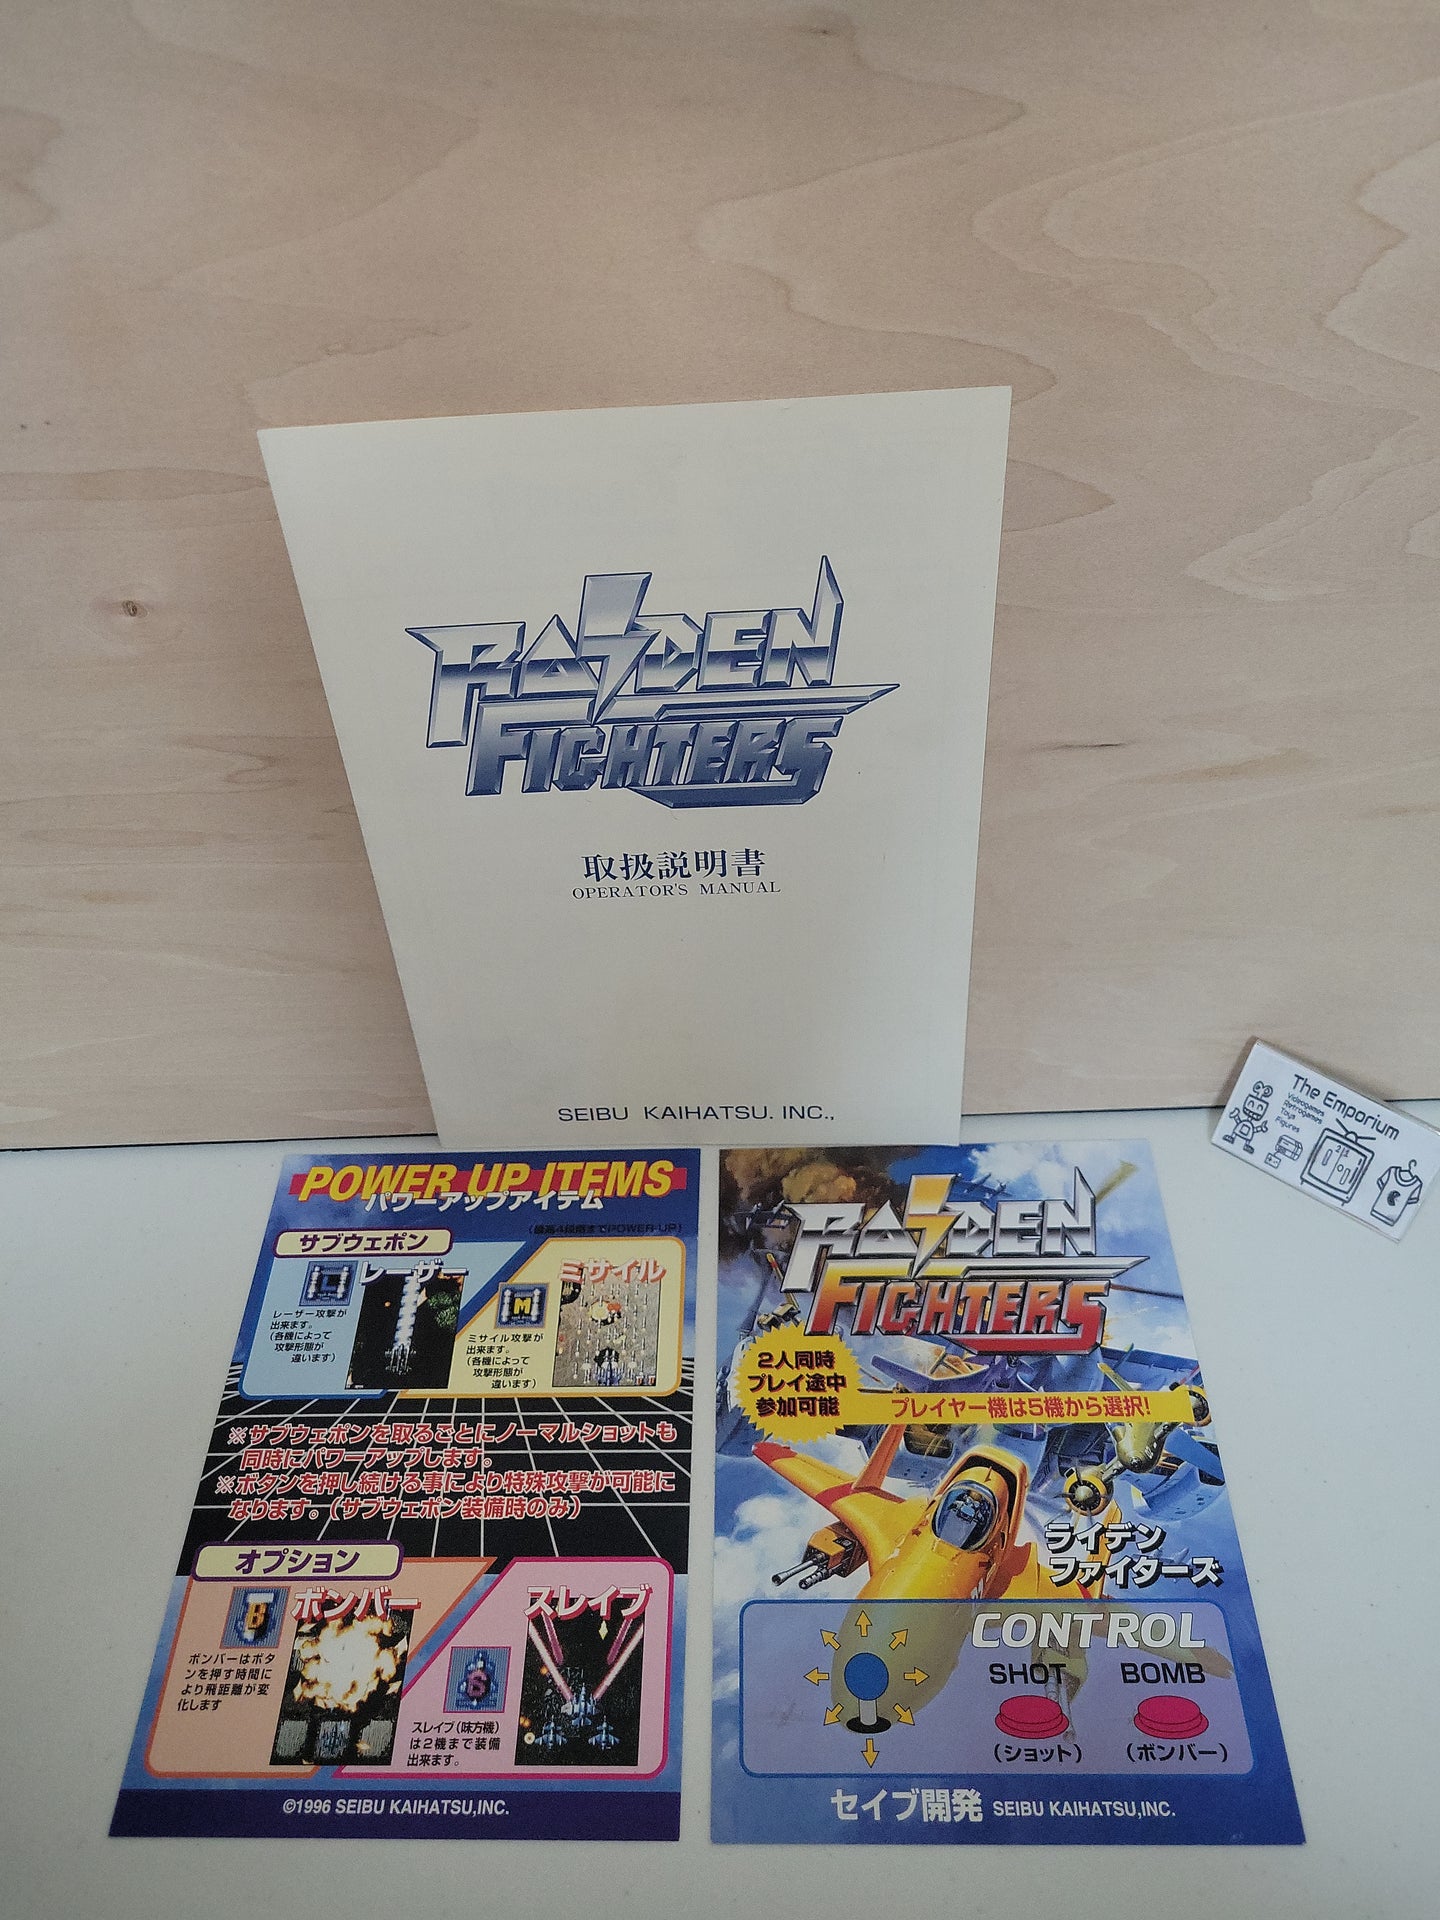 RAIDEN
FIGHTERS
取扱説明書
OPERATOR'S MANUAL
SEIBU KAIHATSU. INC.,
The Emporium
Videogames
Retrogames
Toys
Figures
POWER UP ITEMS
パワーアップアイテム
(最高4段階までPOWER-UP)
サブウェポン
L
レーザー
レーザー攻撃が
出来ます。
(各機によって
攻撃形態が
違います)
M
ミサイル
ミサイル攻撃が
出来ます。
(各機によって
攻撃形態が
違います)
※サブウェポンを取るごとにノーマルショットも
同時にパワーアップします。
※ボタンを押し続ける事により特殊攻撃が可能に
なります。(サブウェポン装備時のみ)
オプション
B
ボンバー
ボンバーはボタ
ンを押す時間に
より飛距離が変
化します
S
スレイブ
スレイブ(味方機)
は2機まで装備
出来ます。
©1996 SEIBU KAIHATSU,INC.
RAIDEN
FIGHTERS
2人同時
プレイ途中
参加可能
プレイヤー機は5機から選択!
ライデン
ファイターズ
CONTROL
SHOT
BOMB
(ショット)
(ボンバー)
セイブ開発 SEIBU KAIHATSU,INC.